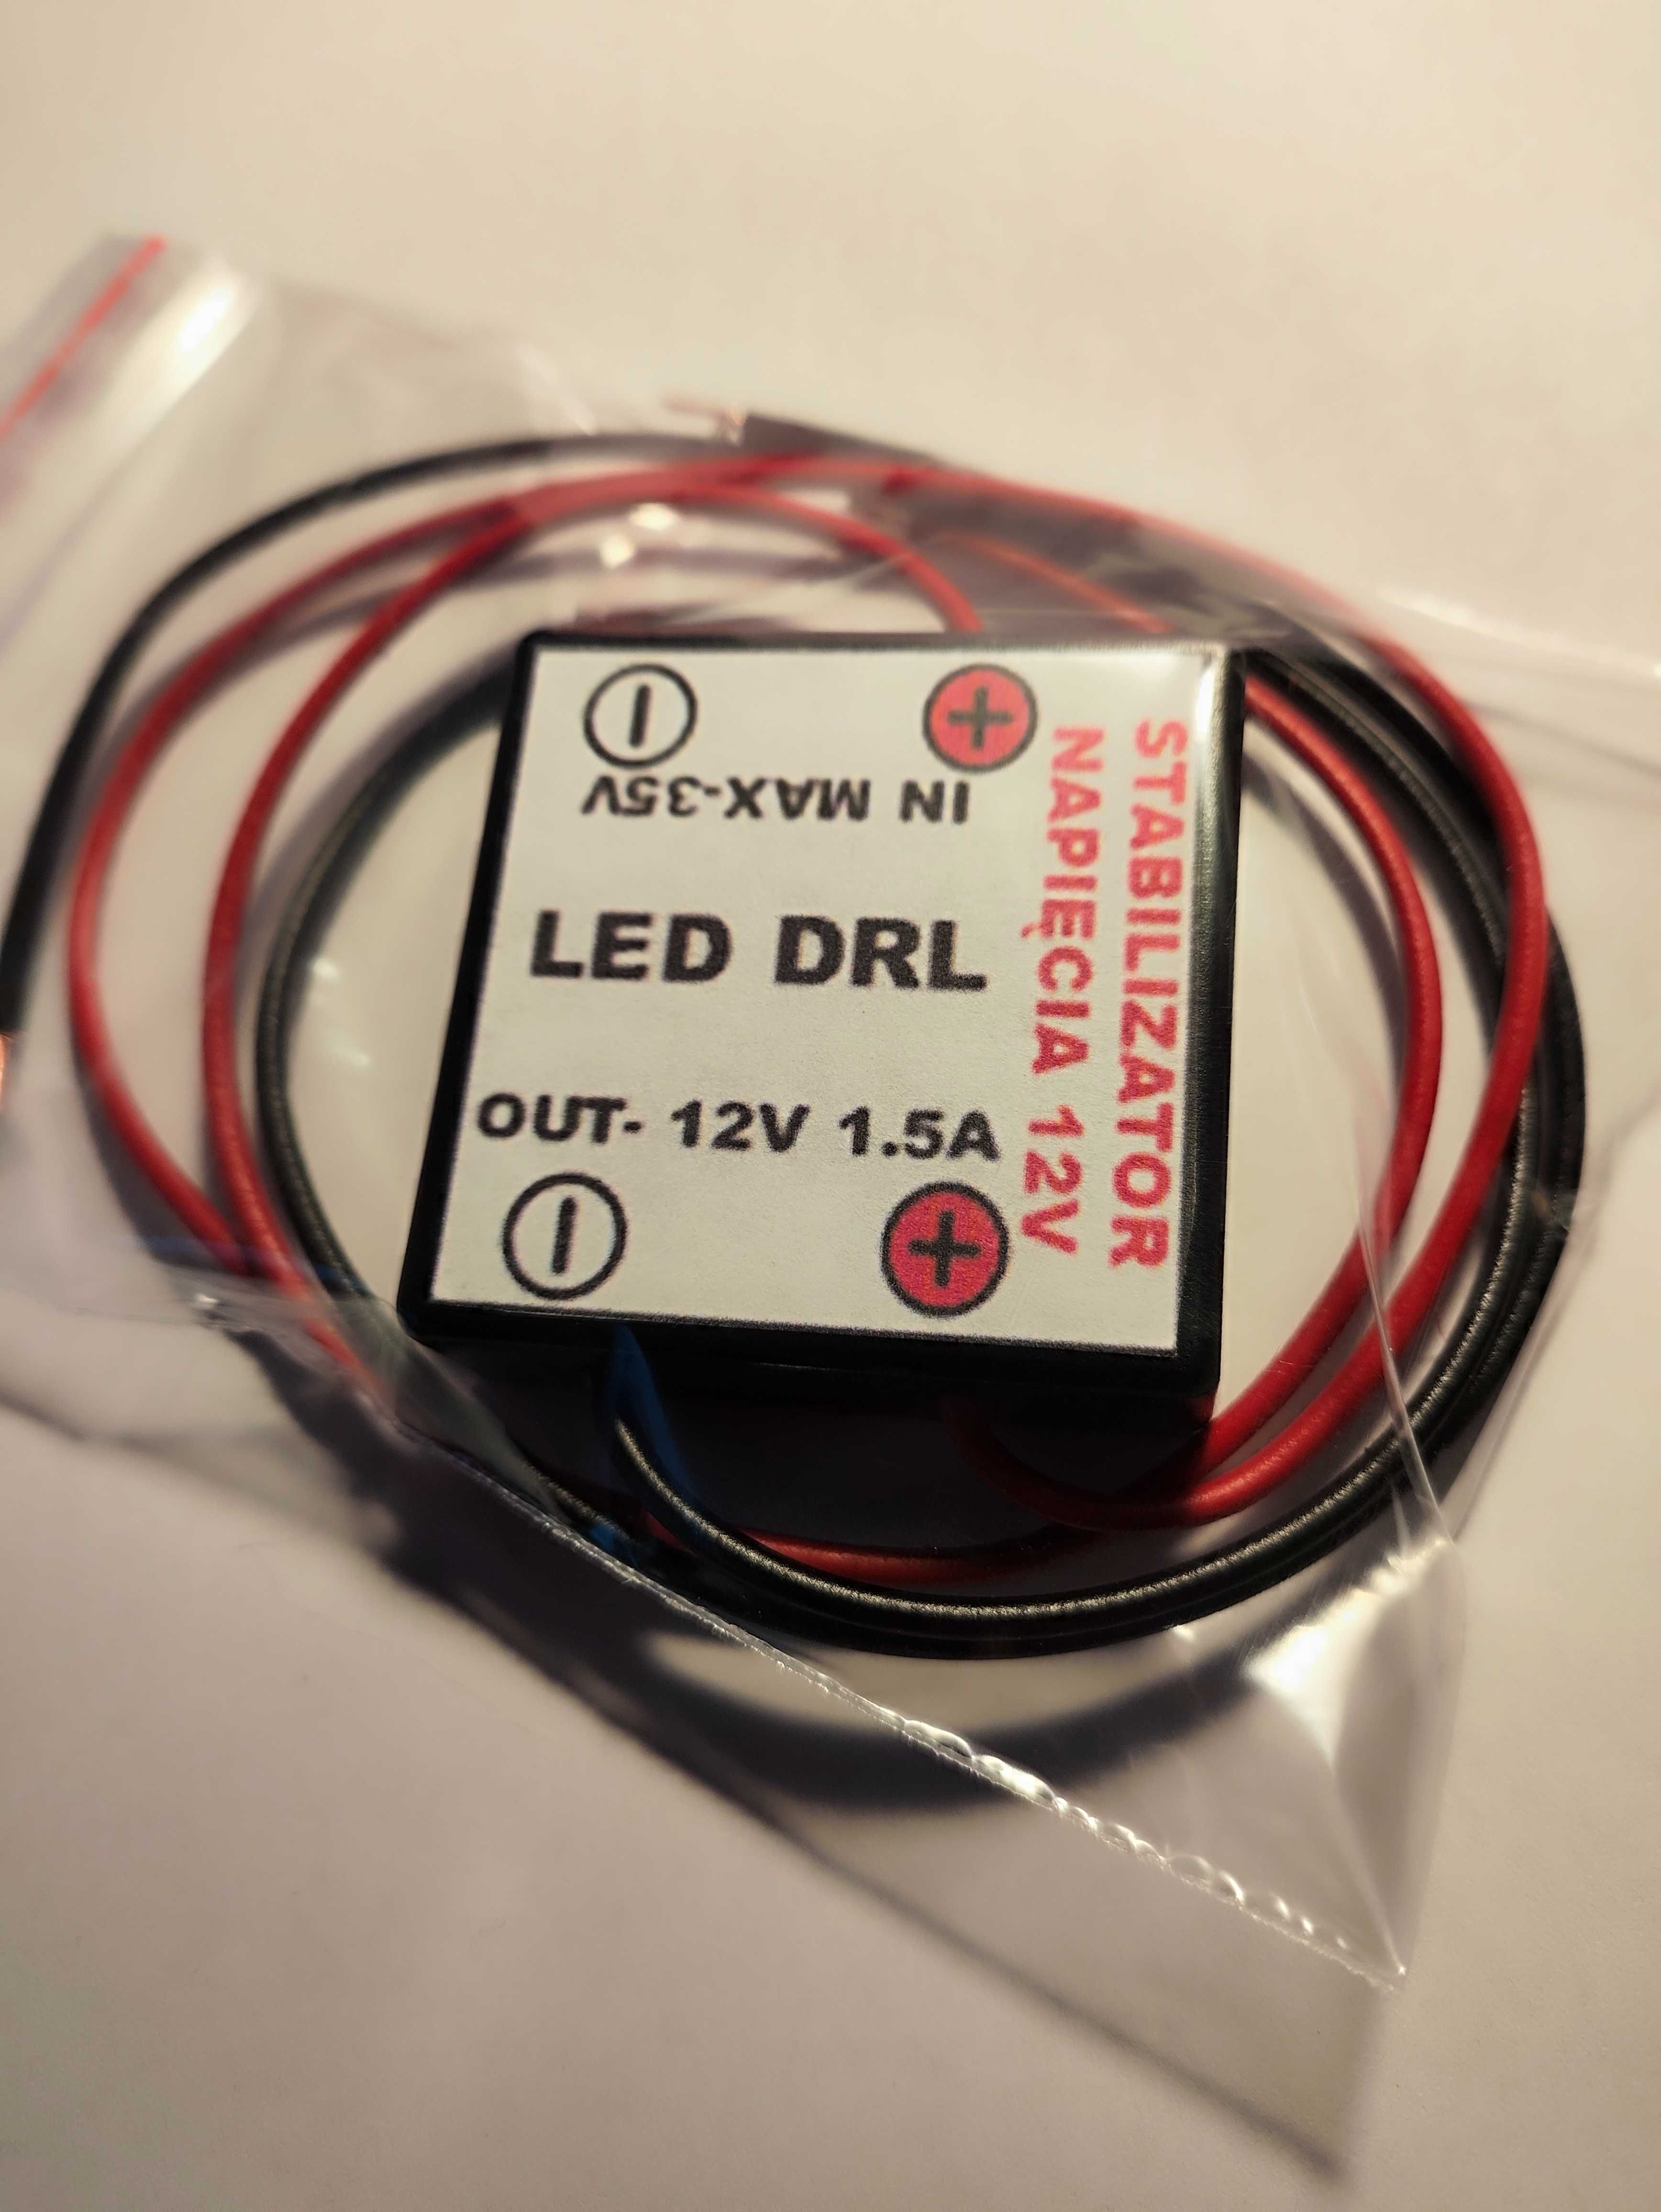 IN MAX-35V
LED DRL
OUT- 12V 1.5A
STABILIZATOR
NAPIĘCIA 12V